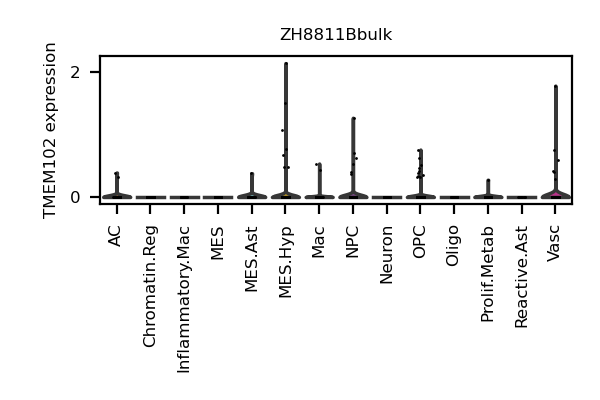 ZH8811Bbulk
TMEM102 expression
2
0
AC
Chromatin.Reg
Inflammatory.Mac
MES
MES.Ast
MES.Hyp
Mac
NPC
Neuron
OPC
Oligo
Prolif.Metab
Reactive.Ast
Vasc